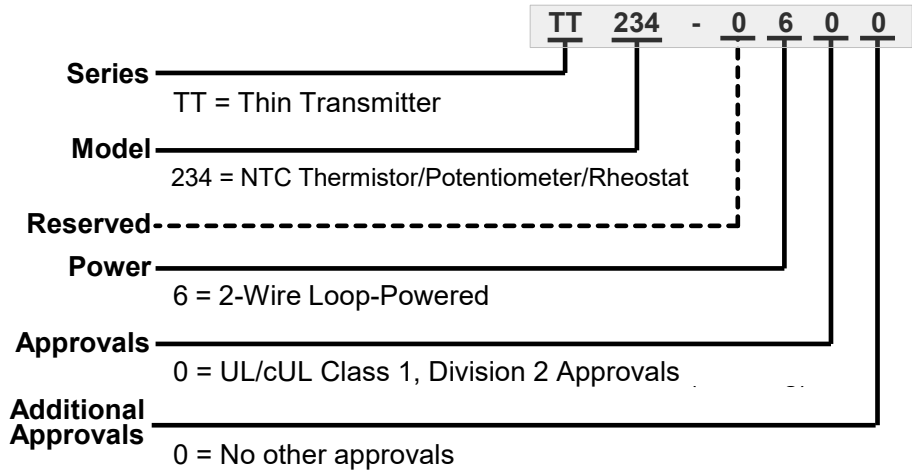 TT 234 - 0 6 0 0
Series
TT = Thin Transmitter
Model
234 = NTC Thermistor/Potentiometer/Rheostat
Reserved
Power
6 = 2-Wire Loop-Powered
Approvals
0 = UL/cUL Class 1, Division 2 Approvals
Additional
Approvals
0 = No other approvals